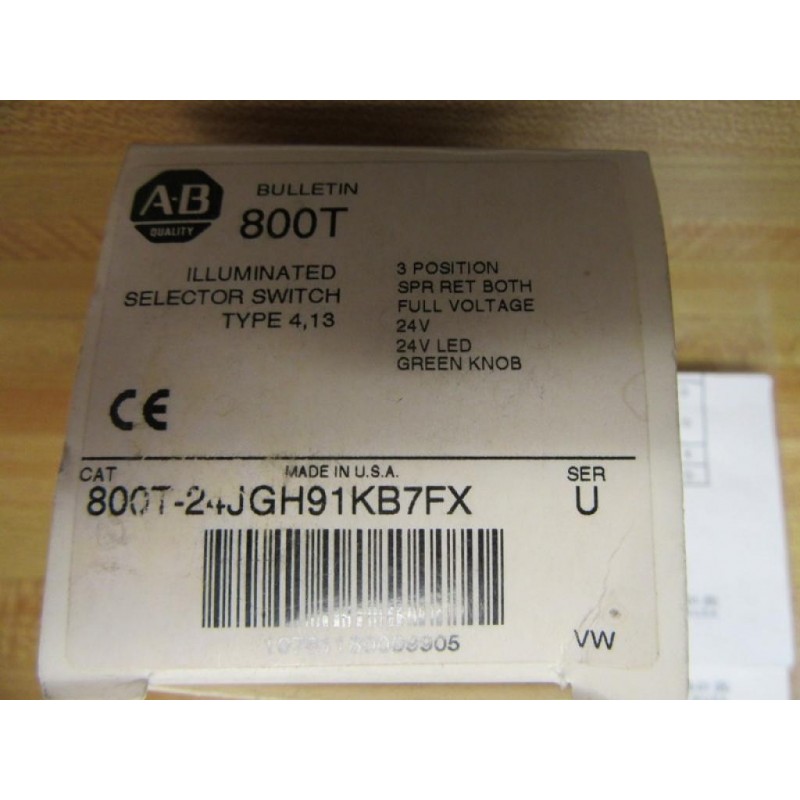 A-B
QUALITY
BULLETIN
800T
ILLUMINATED
SELECTOR SWITCH
TYPE 4,13
3 POSITION
SPR RET BOTH
FULL VOLTAGE
24V
24V LED
GREEN KNOB
CE
CAT
MADE IN U.S.A.
SER
800T-24JGH91KB7FX
U
VW